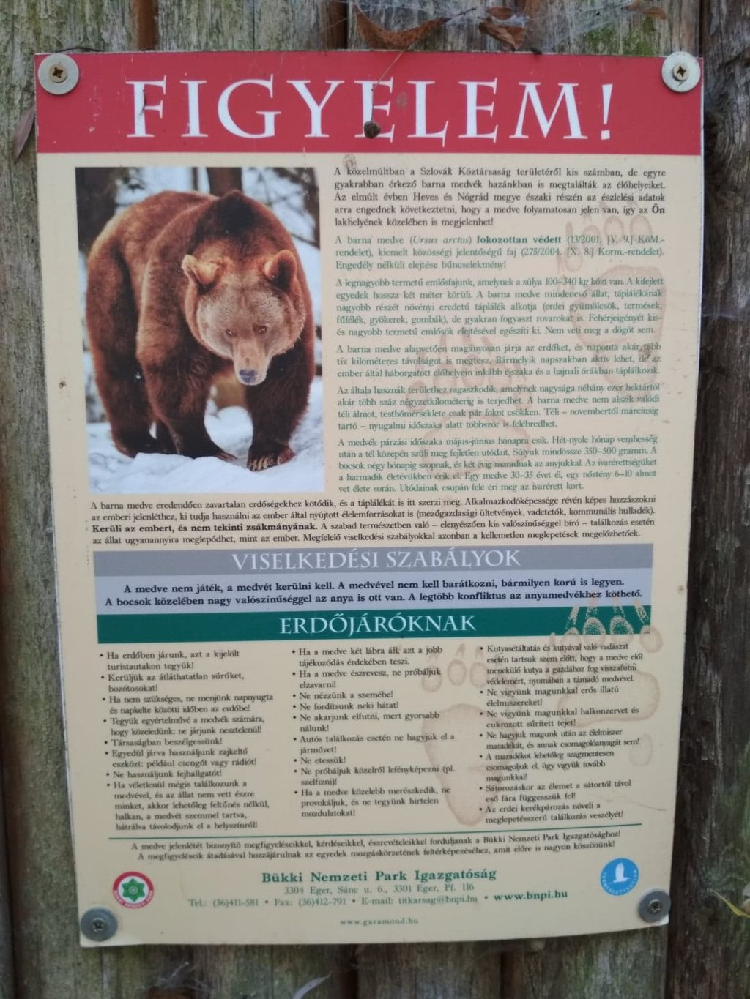 FIGYELEM!
A közelmúltban a Szlovák Köztársaság területéről kis számban, de egyre
gyakrabban érkező barna medvék hazánkban is megtalálták az élőhelyeiket.
Az elmúlt évben Heves és Nógrád megye északi részén az észlelési adatok
arra engednek következtetni, hogy a medve folyamatosan jelen van, így az Ön
lakhelyének közelében is megjelenhet!
A barna medve (Ursus arctos) fokozottan védett (13/2001. [V. 9.] KöM.-
rendelet), kiemelt közösségi jelentőségű faj (275/2004. [X. 8.] Korm.-rendelet).
Engedély nélküli elejtése bűncselekmény!
A legnagyobb termetű emlősfajunk, amelynek a súlya 100–340 kg közt van. A kifejlett
egyedek hossza két méter körüli. A barna medve mindenevő állat, táplálékának
nagyobb részét növényi eredetű táplálék alkotja (erdei gyümölcsök, termések,
fűfélék, gyökerek, gombák), de gyakran fogyaszt rovarokat is. Fehérjeigényét kis-
és nagyobb termetű emlősök elejtésével egészíti ki. Nem veti meg a dögöt sem.
A barna medve alapvetően magányosan járja az erdőket, és naponta akár több
tíz kilométeres távolságot is megtesz. Bármelyik napszakban aktív lehet, de az
ember által háborgatott élőhelyein inkább éjszaka és a hajnali órákban táplálkozik.
Az általa használt területhez ragaszkodik, amelynek nagysága néhány ezer hektártól
akár több száz négyzetkilométerig is terjedhet. A barna medve nem alszik valódi
téli álmot, testhőmérséklete csak pár fokot csökken. Téli – novembertől márciusig
tartó – nyugalmi időszaka alatt többször is felébredhet.
A medvék párzási időszaka május-június hónapra esik. Hét-nyolc hónap vemhesség
után a tél közepén szüli meg fejletlen utódait. Súlyuk mindössze 350–500 gramm. A
bocsok négy hónapig szopnak, és két évig maradnak az anyjukkal. Az ivarérettségüket
a harmadik életévükben érik el. Egy medve 30–35 évet él, egy nőstény 6–10 almot
vet élete során. Utódainak csupán fele éri meg az ivarérett kort.
A barna medve eredendően zavartalan erdőségekhez kötődik, és a táplálékát is itt szerzi meg. Alkalmazkodóképessége révén képes hozzászokni
az emberi jelenléthez, ki tudja használni az ember által nyújtott élelemforrásokat is (mezőgazdasági ültetvények, vadetetők, kommunális hulladék).
Kerüli az embert, és nem tekinti zsákmányának. A szabad természetben való – elenyészően kis valószínűséggel bíró – találkozás esetén
az állat ugyanannyira meglepődhet, mint az ember. Megfelelő viselkedési szabályokkal azonban a kellemetlen meglepetések megelőzhetőek.
VISELKEDÉSI SZABÁLYOK
A medve nem játék, a medvét kerülni kell. A medvével nem kell barátkozni, bármilyen korú is legyen.
A bocsok közelében nagy valószínűséggel az anya is ott van. A legtöbb konfliktus az anyamedvékhez köthető.
ERDŐJÁRÓKNAK
• Ha erdőben járunk, azt a kijelölt
turistautakon tegyük!
• Kerüljük az átláthatatlan sűrűket,
bozótosokat!
• Ha nem szükséges, ne menjünk napnyugta
és napkelte közötti időben az erdőbe!
• Tegyük egyértelművé a medvék számára,
hogy közeledünk: ne járjunk nesztelenül!
• Társaságban beszélgessünk!
• Egyedül járva használjunk zajkeltő
eszközt: például csengőt vagy rádiót!
• Ne használjunk fejhallgatót!
• Ha véletlenül mégis találkozunk a
medvével, és az állat nem vett észre
minket, akkor lehetőleg feltűnés nélkül,
halkan, a medvét szemmel tartva,
hátrálva távolodjunk el a helyszínről!
• Ha a medve két lábra áll, azt a jobb
tájékozódás érdekében teszi.
• Ha a medve észrevesz, ne próbáljuk
elzavarni!
• Ne nézzünk a szemébe!
• Ne fordítsunk neki hátat!
• Ne akarjunk elfutni, mert gyorsabb
nálunk!
• Autós találkozás esetén ne hagyjuk el a
járművet!
• Ne etessük!
• Ne próbáljuk közelről lefényképezni (pl.
szelfizni)!
• Ha a medve közelebb merészkedik, ne
provokáljuk, és ne tegyünk hirtelen
mozdulatokat!
• Kutyasétáltatás és kutyával való vadászat
esetén tartsuk szem előtt, hogy a medve elől
menekülő kutya a gazdához fog visszafutni
védelemért, nyomában a támadó medvével.
• Ne vigyünk magunkkal erős illatú
élelmiszereket!
• Ne vigyünk magunkkal halkonzervet és
cukrozott sűrített tejet!
• Ne hagyjuk magunk után az élelmiszer
maradékát, és annak csomagolóanyagát sem!
• A maradékot lehetőleg szagmentesen
csomagoljuk el, úgy vigyük tovább
magunkkal!
• Sátorozáskor az élemet a sátortól távol
eső fára függesszük fel!
• Az erdei kerékpározás növeli a
meglepetésszerű találkozás veszélyét!
A medve jelenlétét bizonyító megfigyeléseikkel, kérdéseikkel, észrevételeikkel forduljanak a Bükki Nemzeti Park Igazgatósághoz!
A megfigyeléseik átadásával hozzájárulnak az egyedek mozgáskörzetének feltérképezéséhez, amit előre is nagyon köszönünk!
Bükki Nemzeti Park Igazgatóság
3304 Eger, Sánc u. 6., 3301 Eger, Pf. 116
Tel.: (36)411-581 • Fax: (36)412-791 • E-mail: titkarsag@bnpi.hu • www.bnpi.hu
www.garamond.hu